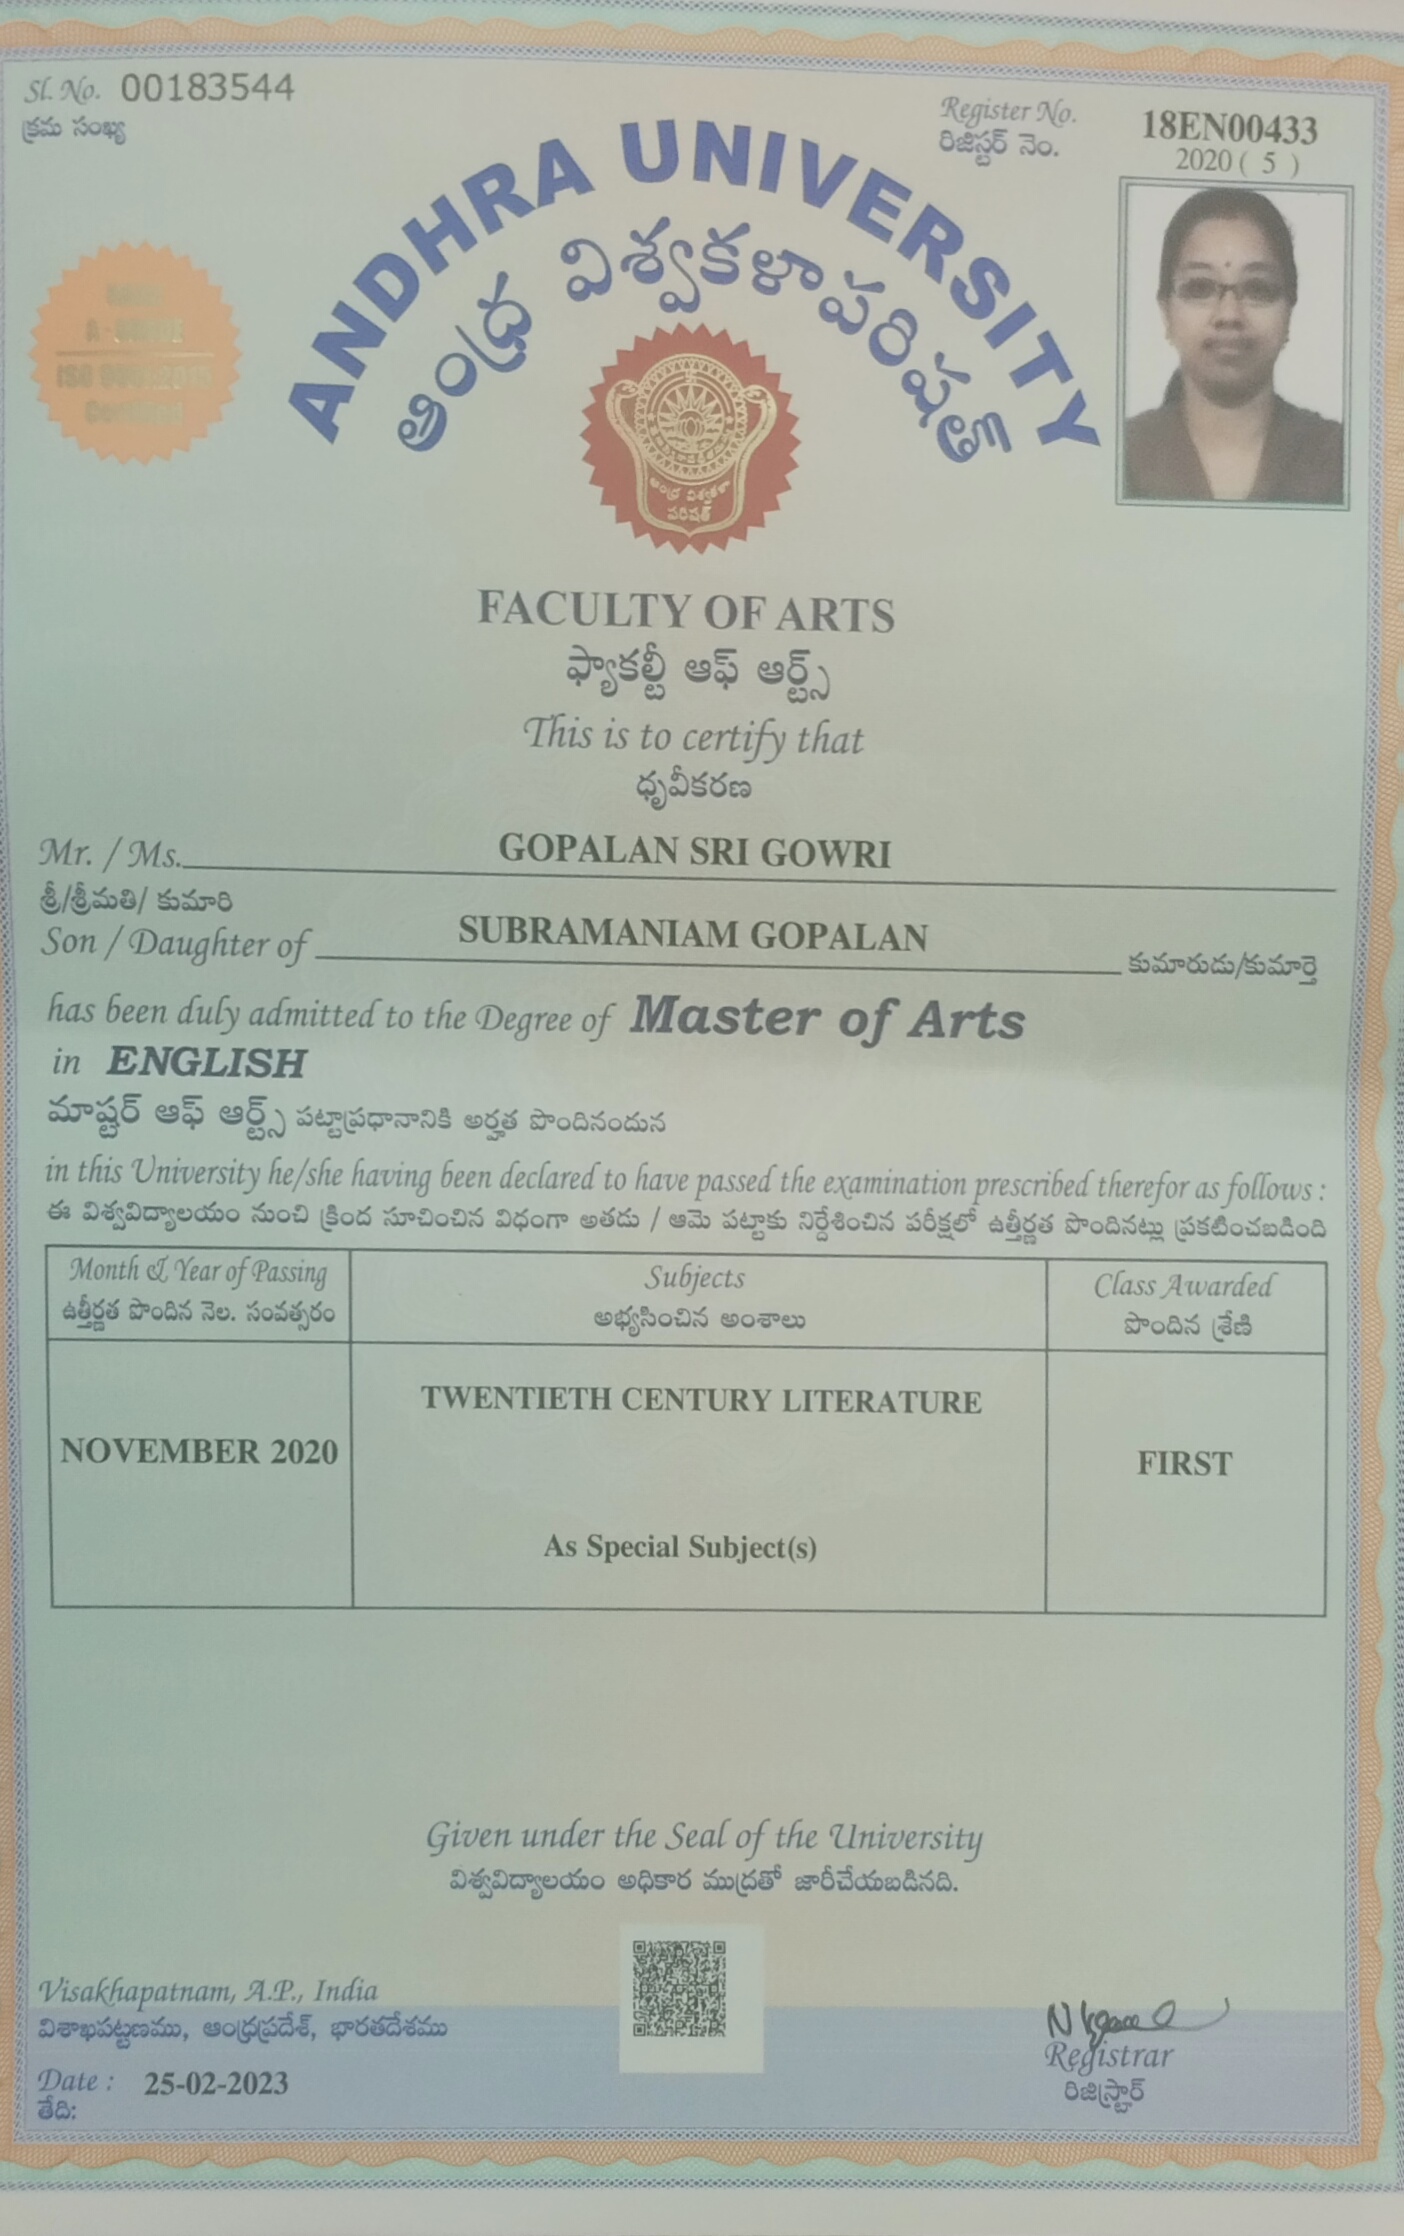 Sl. No. 00183544
క్రమ సంఖ్య
Register No. 18EN00433
రిజిస్టర్ నెం. 2020 ( 5 )
ANDHRA UNIVERSITY
ఆంధ్ర విశ్వకళాపరిషత్
Certified
ఆంధ్ర విశ్వకళా
పరిషత్
FACULTY OF ARTS
ఫ్యాకల్టీ ఆఫ్ ఆర్ట్స్
This is to certify that
ధృవీకరణ
Mr. / Ms. GOPALAN SRI GOWRI
శ్రీ/శ్రీమతి/ కుమారి
Son / Daughter of SUBRAMANIAM GOPALAN కుమారుడు/కుమార్తె
has been duly admitted to the Degree of Master of Arts
in ENGLISH
మాష్టర్ ఆఫ్ ఆర్ట్స్ పట్టాప్రధానానికి అర్హత పొందినందున
in this University he/she having been declared to have passed the examination prescribed therefor as follows :
ఈ విశ్వవిద్యాలయం నుంచి క్రింద సూచించిన విధంగా అతడు / ఆమె పట్టాకు నిర్దేశించిన పరీక్షలో ఉత్తీర్ణత పొందినట్లు ప్రకటించబడింది
Month & Year of Passing Subjects Class Awarded
ఉత్తీర్ణత పొందిన నెల. సంవత్సరం అభ్యసించిన అంశాలు పొందిన శ్రేణి
TWENTIETH CENTURY LITERATURE
NOVEMBER 2020 FIRST
As Special Subject(s)
Given under the Seal of the University
విశ్వవిద్యాలయం అధికార ముద్రతో జారీచేయబడినది.
Visakhapatnam, A.P., India
విశాఖపట్టణము, ఆంధ్రప్రదేశ్, భారతదేశము
Registrar
రిజిస్ట్రార్
Date : 25-02-2023
తేది: